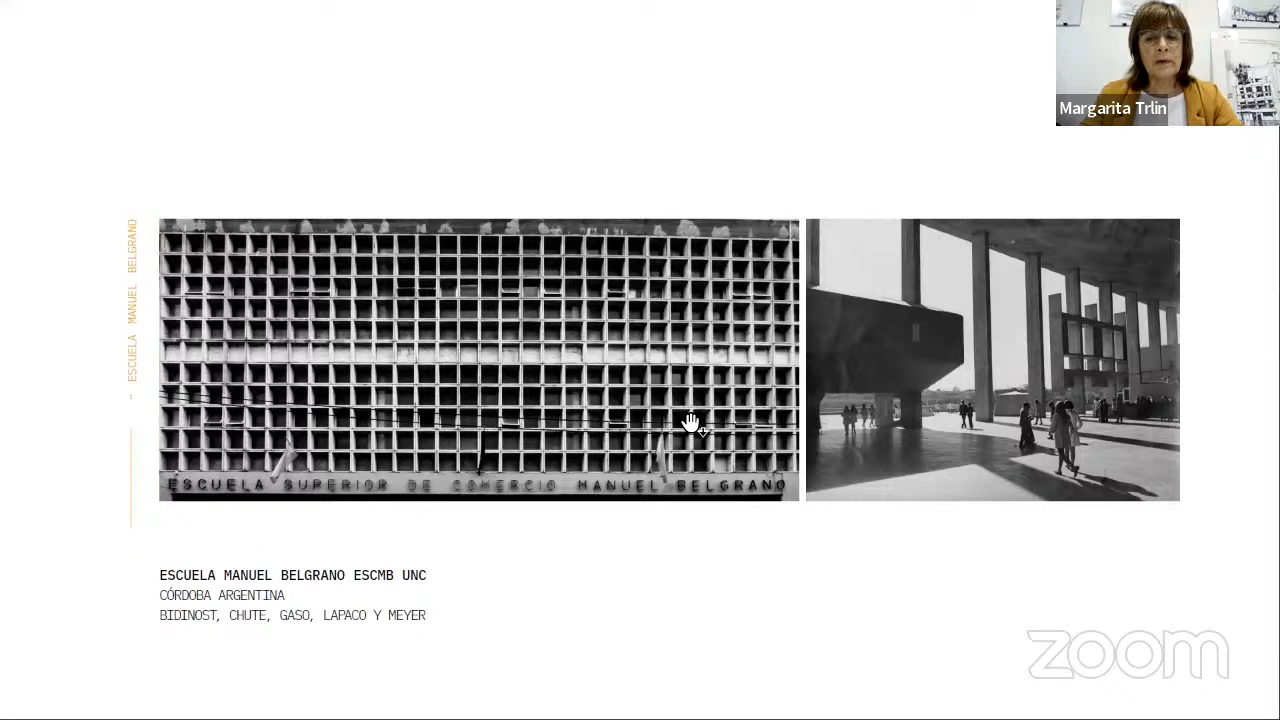 Margarita Trlin
- ESCUELA MANUEL BELGRANO
ESCUELA SUPERIOR DE COMERCIO MANUEL BELGRANO
ESCUELA MANUEL BELGRANO ESCMB UNC
CÓRDOBA ARGENTINA
BIDINOST, CHUTE, GASO, LAPACO Y MEYER
zoom